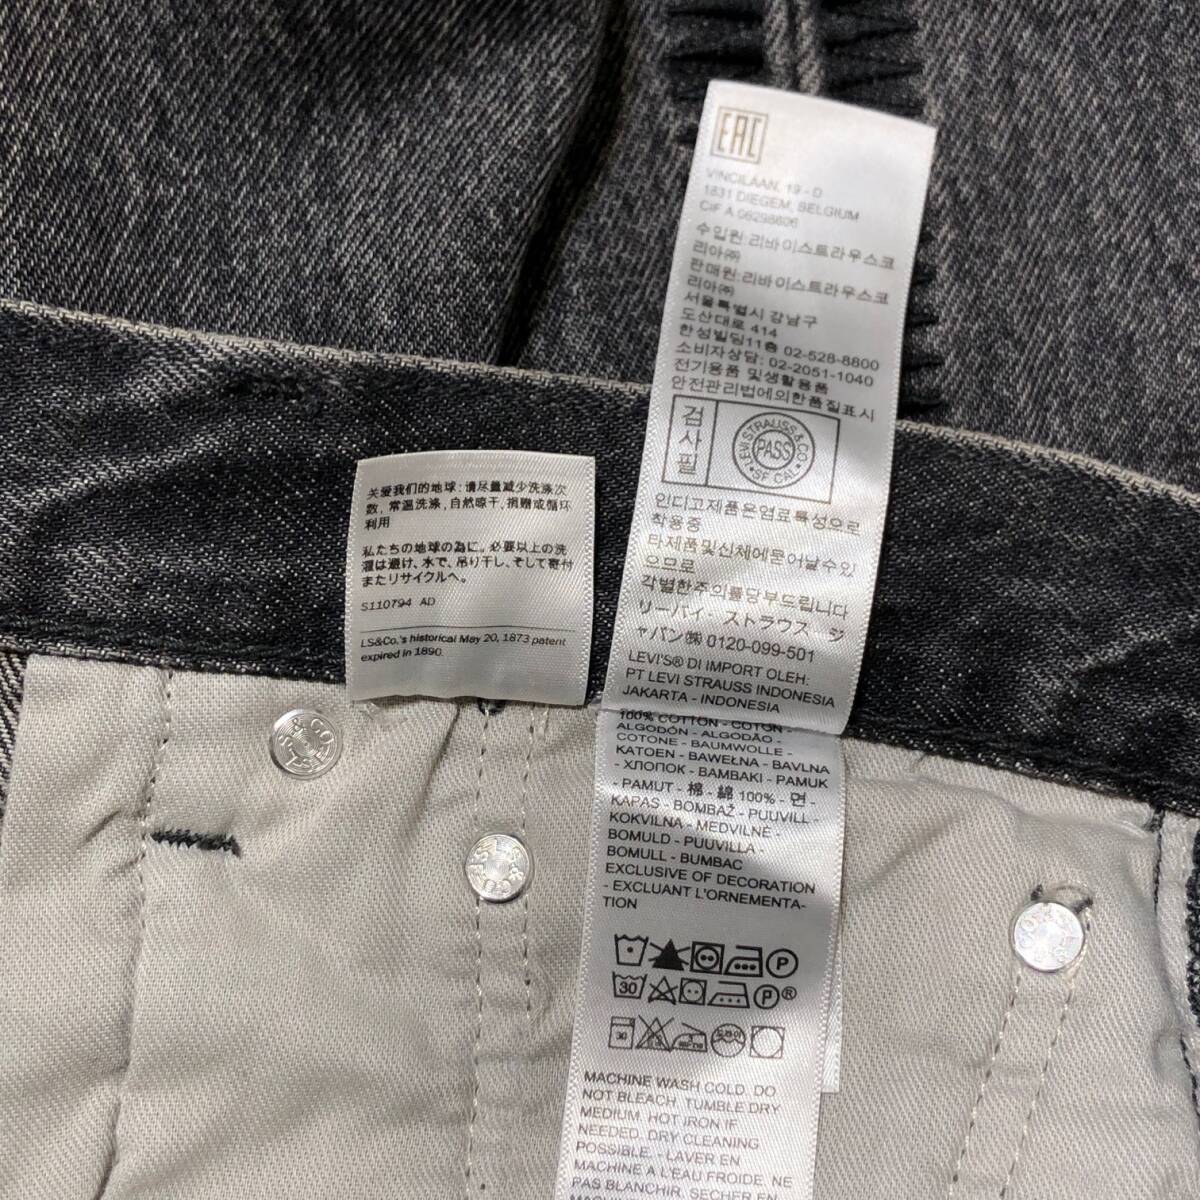 EAC
VINCILAAN, 19 - D
1831 DIEGEM, BELGIUM
CIF A 08298606
수입원:리바이스트라우스코
리아㈜
판매원:리바이스트라우스코
리아㈜
서울특별시 강남구
도산대로 414
한성빌딩11층 02-528-8800
소비자상담: 02-2051-1040
전기용품 및생활용품
안전관리법에의한품질표시
검사필
LEVI STRAUSS & CO
PASS
SF CAL
인디고제품은염료특성으로
착용중
타제품및신체에묻어날수있
으므로
각별한주의를당부드립니다
リーバイ・ストラウス ジ
ャパン㈱ 0120-099-501
LEVI'S® DI IMPORT OLEH:
PT LEVI STRAUSS INDONESIA
JAKARTA - INDONESIA
关爱我们的地球:请尽量减少洗涤次
数,常温洗涤,自然晾干,捐赠或循环
利用
私たちの地球の為に。必要以上の洗
濯は避け、水で、吊り干し、そして寄付
またリサイクルへ。
S110794 AD
LS&Co.'s historical May 20, 1873 patent
expired in 1890.
100% COTTON - COTON -
ALGODÓN - ALGODÃO -
COTONE - BAUMWOLLE -
KATOEN - BAWEŁNA - BAVLNA
- ХЛОПОК - BAMBAKI - PAMUK
- PAMUT - 棉 - 綿 100% - 면 -
KAPAS - BOMBAŽ - PUUVILL -
KOKVILNA - MEDVILNĖ -
BOMULD - PUUVILLA -
BOMULL - BUMBAC
EXCLUSIVE OF DECORATION
- EXCLUANT L'ORNEMENTA-
TION
P
30 P ®
30 드라이
MACHINE WASH COLD. DO
NOT BLEACH. TUMBLE DRY
MEDIUM. HOT IRON IF
NEEDED. DRY CLEANING
POSSIBLE. - LAVER EN
MACHINE A L'EAU FROIDE. NE
PAS BLANCHIR. SECHER EN